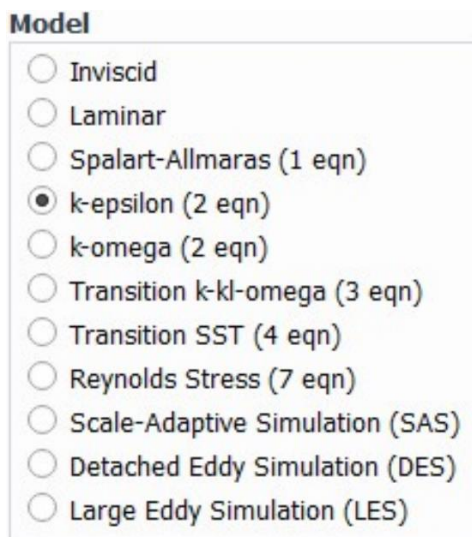 Model
Inviscid
Laminar
Spalart-Allmaras (1 eqn)
k-epsilon (2 eqn)
k-omega (2 eqn)
Transition k-kl-omega (3 eqn)
Transition SST (4 eqn)
Reynolds Stress (7 eqn)
Scale-Adaptive Simulation (SAS)
Detached Eddy Simulation (DES)
Large Eddy Simulation (LES)